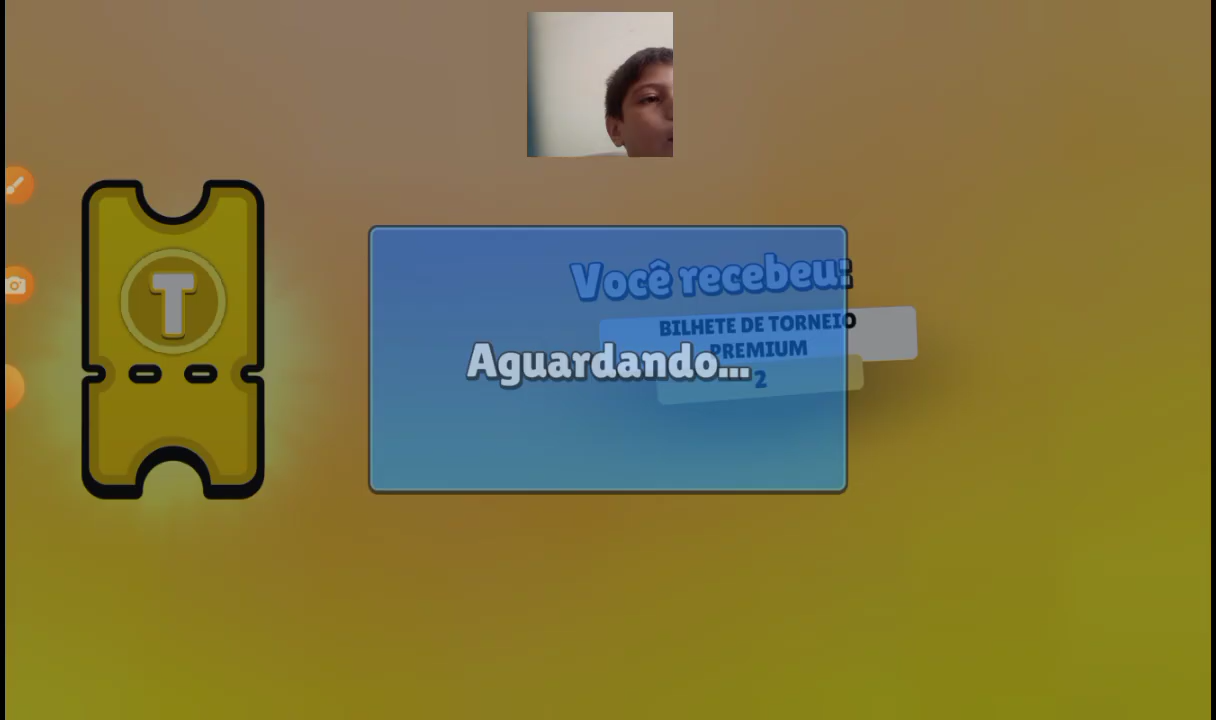 T
Você recebeu:
BILHETE DE TORNEIO
PREMIUM
Aguardando...
2